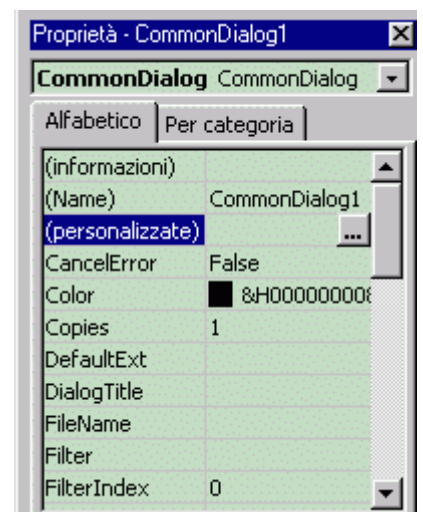 Proprietà - CommonDialog1
CommonDialog CommonDialog
Alfabetico Per categoria
(informazioni)
(Name) CommonDialog1
(personalizzate) ...
CancelError False
Color &H000000008
Copies 1
DefaultExt
DialogTitle
FileName
Filter
FilterIndex 0